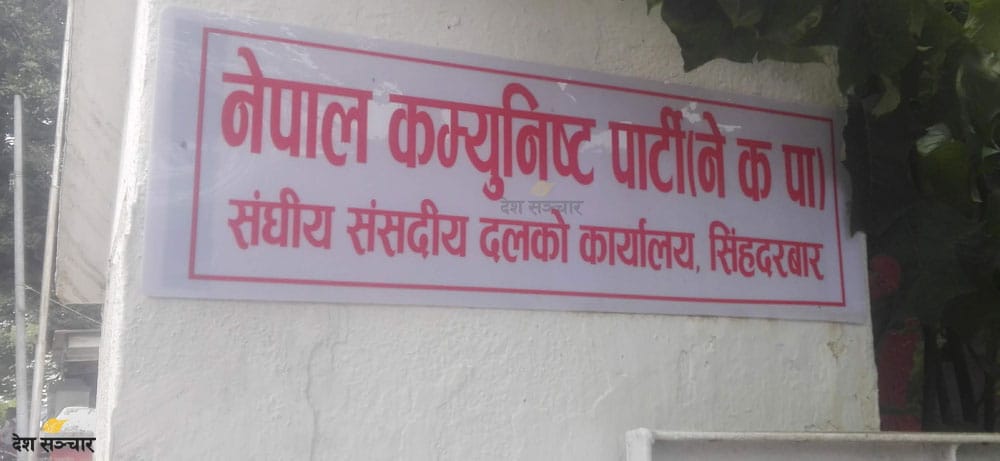 नेपाल कम्युनिष्ट पार्टी(ने क पा)
देश सञ्चार
संघीय संसदीय दलको कार्यालय, सिंहदरबार
देश सञ्चार